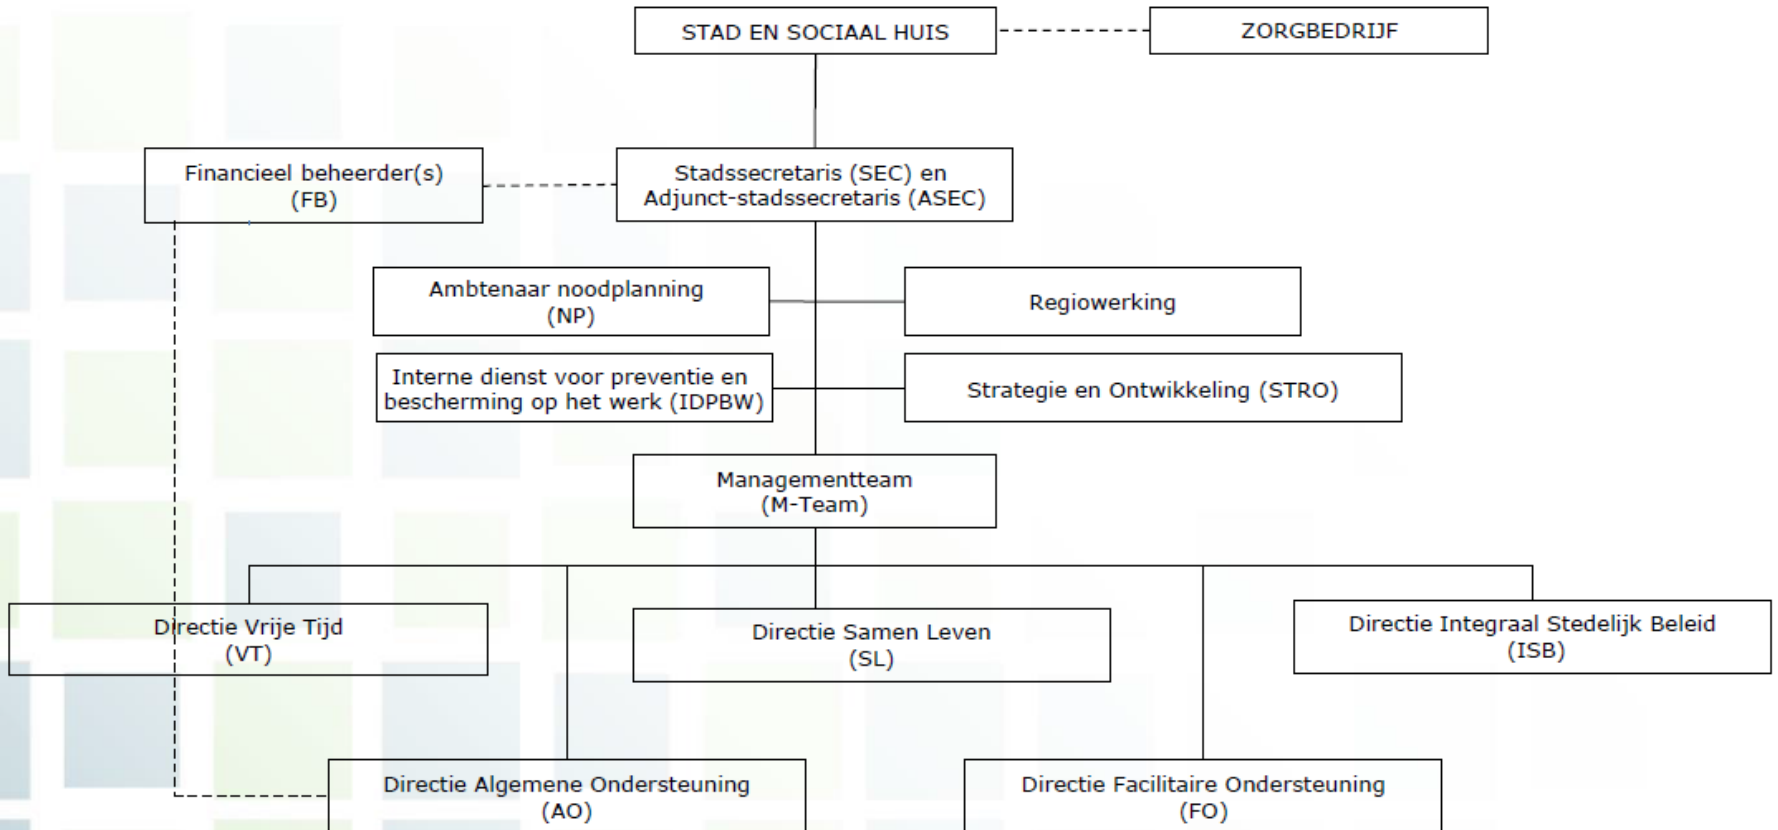 STAD EN SOCIAAL HUIS
ZORGBEDRIJF
Financieel beheerder(s)
(FB)
Stadssecretaris (SEC) en
Adjunct-stadssecretaris (ASEC)
Ambtenaar noodplanning
(NP)
Regiowerking
Interne dienst voor preventie en
bescherming op het werk (IDPBW)
Strategie en Ontwikkeling (STRO)
Managementteam
(M-Team)
Directie Vrije Tijd
(VT)
Directie Samen Leven
(SL)
Directie Integraal Stedelijk Beleid
(ISB)
Directie Algemene Ondersteuning
(AO)
Directie Facilitaire Ondersteuning
(FO)